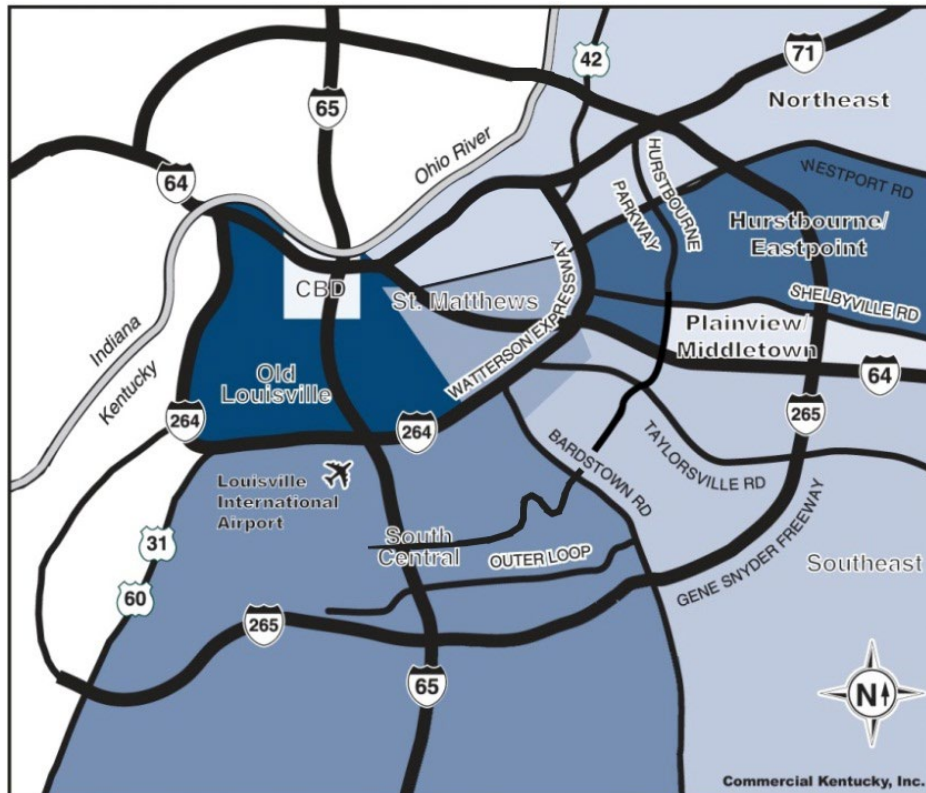 42
71
65
Northeast
Ohio River
HURSTBOURNE
PARKWAY
WESTPORT RD
64
Hurstbourne/
Eastpoint
WATTERSON EXPRESSWAY
CBD
St. Matthews
SHELBYVILLE RD
Indiana
Kentucky
Plainview/
Middletown
Old
Louisville
64
264
264
265
BARDSTOWN RD
TAYLORSVILLE RD
Louisville
International
Airport
31
South
Central
OUTER LOOP
GENE SNYDER FREEWAY
Southeast
60
265
65
N
Commercial Kentucky, Inc.